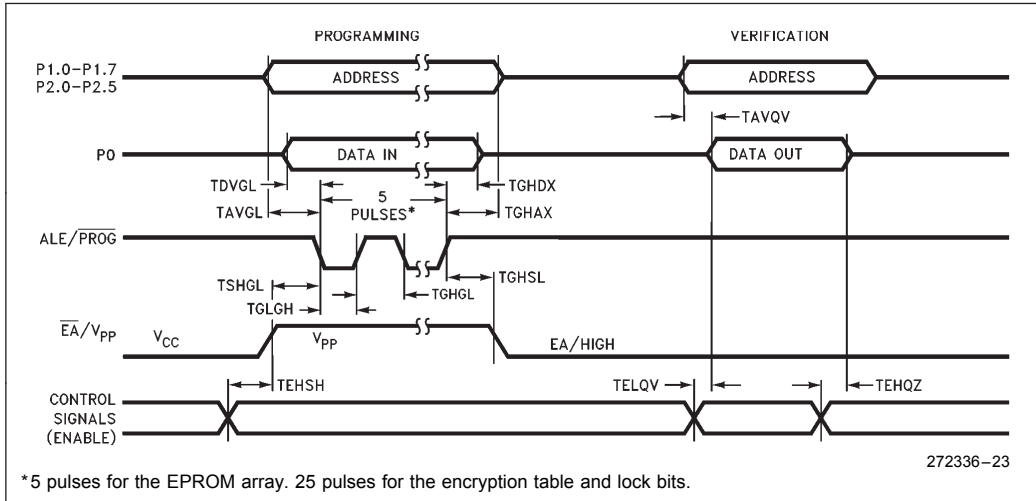 PROGRAMMING VERIFICATION
P1.0–P1.7
P2.0–P2.5
ADDRESS ADDRESS
TAVQV
P0 DATA IN DATA OUT
TDVGL TGHDX
5
PULSES*
TAVGL TGHAX
ALE/PROG
TSHGL TGHSL
TGHGL
TGLGH
EA/VPP VCC VPP EA/HIGH
TEHSH TELQV TEHQZ
CONTROL
SIGNALS
(ENABLE)
272336–23
*5 pulses for the EPROM array. 25 pulses for the encryption table and lock bits.